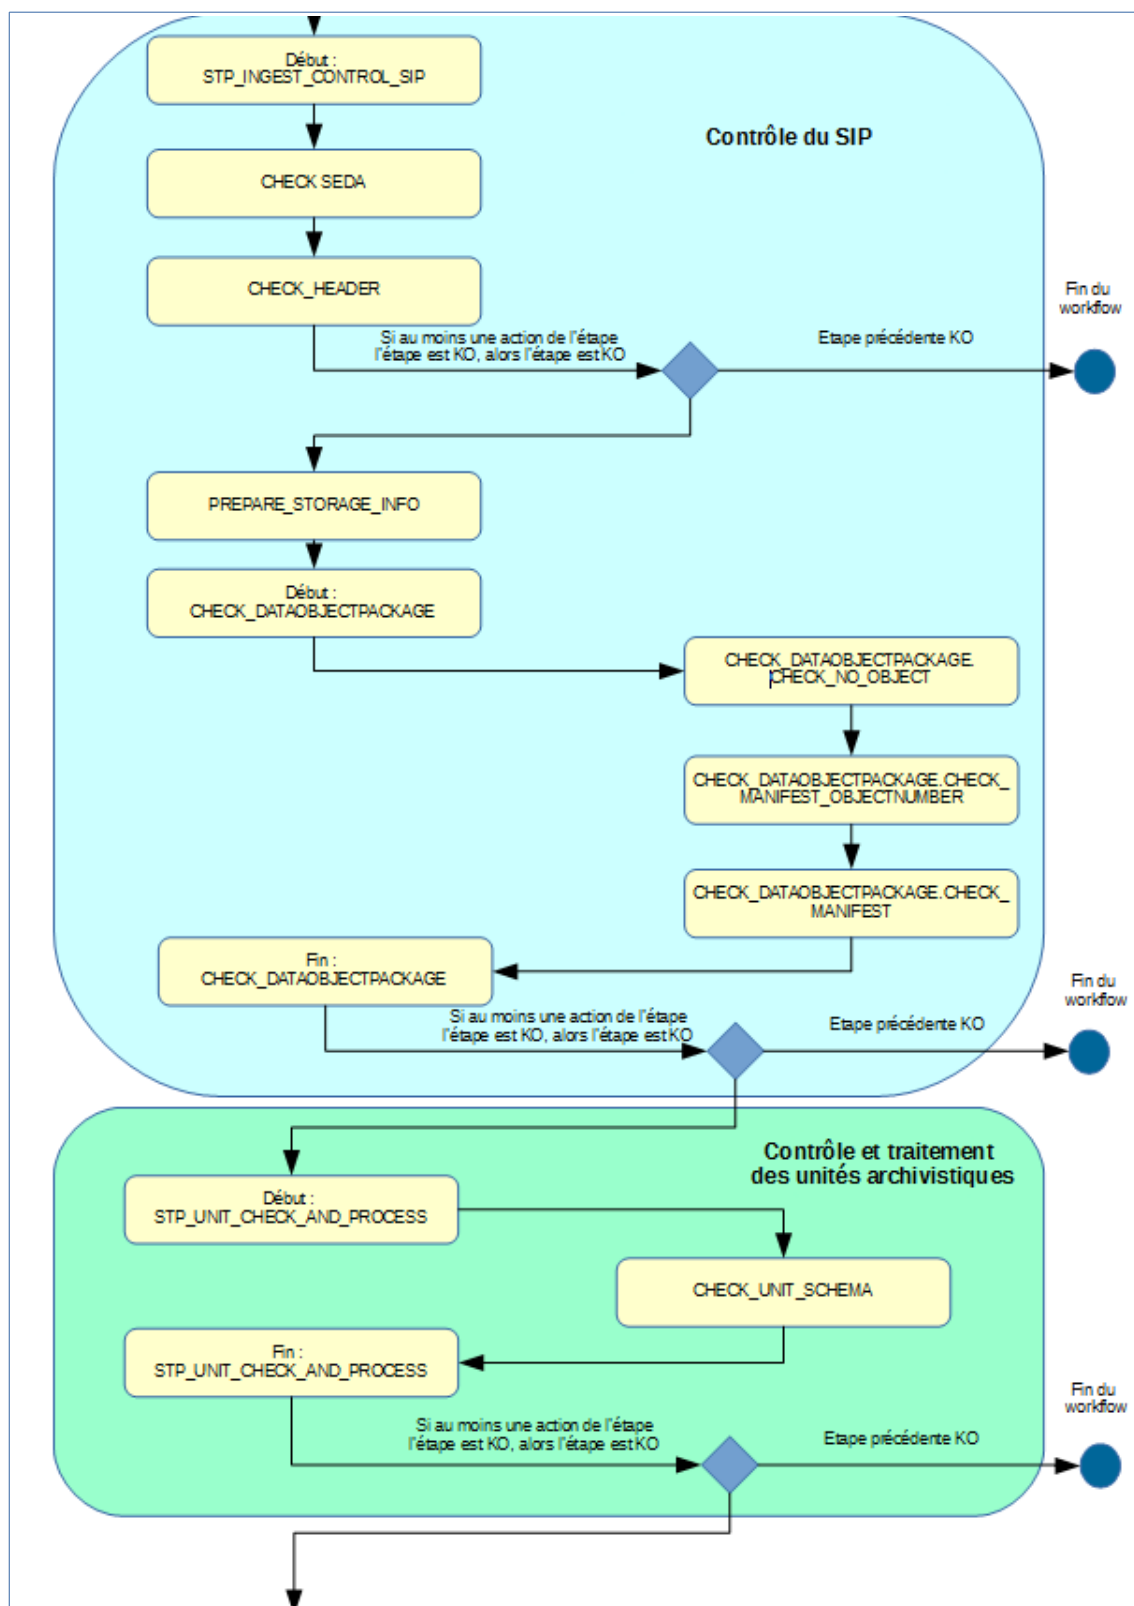 Début :
STP_INGEST_CONTROL_SIP
Contrôle du SIP
CHECK SEDA
CHECK_HEADER
Fin du
workflow
Si au moins une action de l'étape
l'étape est KO, alors l'étape est KO
Etape précédente KO
PREPARE_STORAGE_INFO
Début :
CHECK_DATAOBJECTPACKAGE
CHECK_DATAOBJECTPACKAGE.
CHECK_NO_OBJECT
CHECK_DATAOBJECTPACKAGE.CHECK_
MANIFEST_OBJECTNUMBER
CHECK_DATAOBJECTPACKAGE.CHECK_
MANIFEST
Fin :
CHECK_DATAOBJECTPACKAGE
Fin du
workflow
Si au moins une action de l'étape
l'étape est KO, alors l'étape est KO
Etape précédente KO
Contrôle et traitement
des unités archivistiques
Début :
STP_UNIT_CHECK_AND_PROCESS
CHECK_UNIT_SCHEMA
Fin :
STP_UNIT_CHECK_AND_PROCESS
Fin du
workflow
Si au moins une action de l'étape
l'étape est KO, alors l'étape est KO
Etape précédente KO